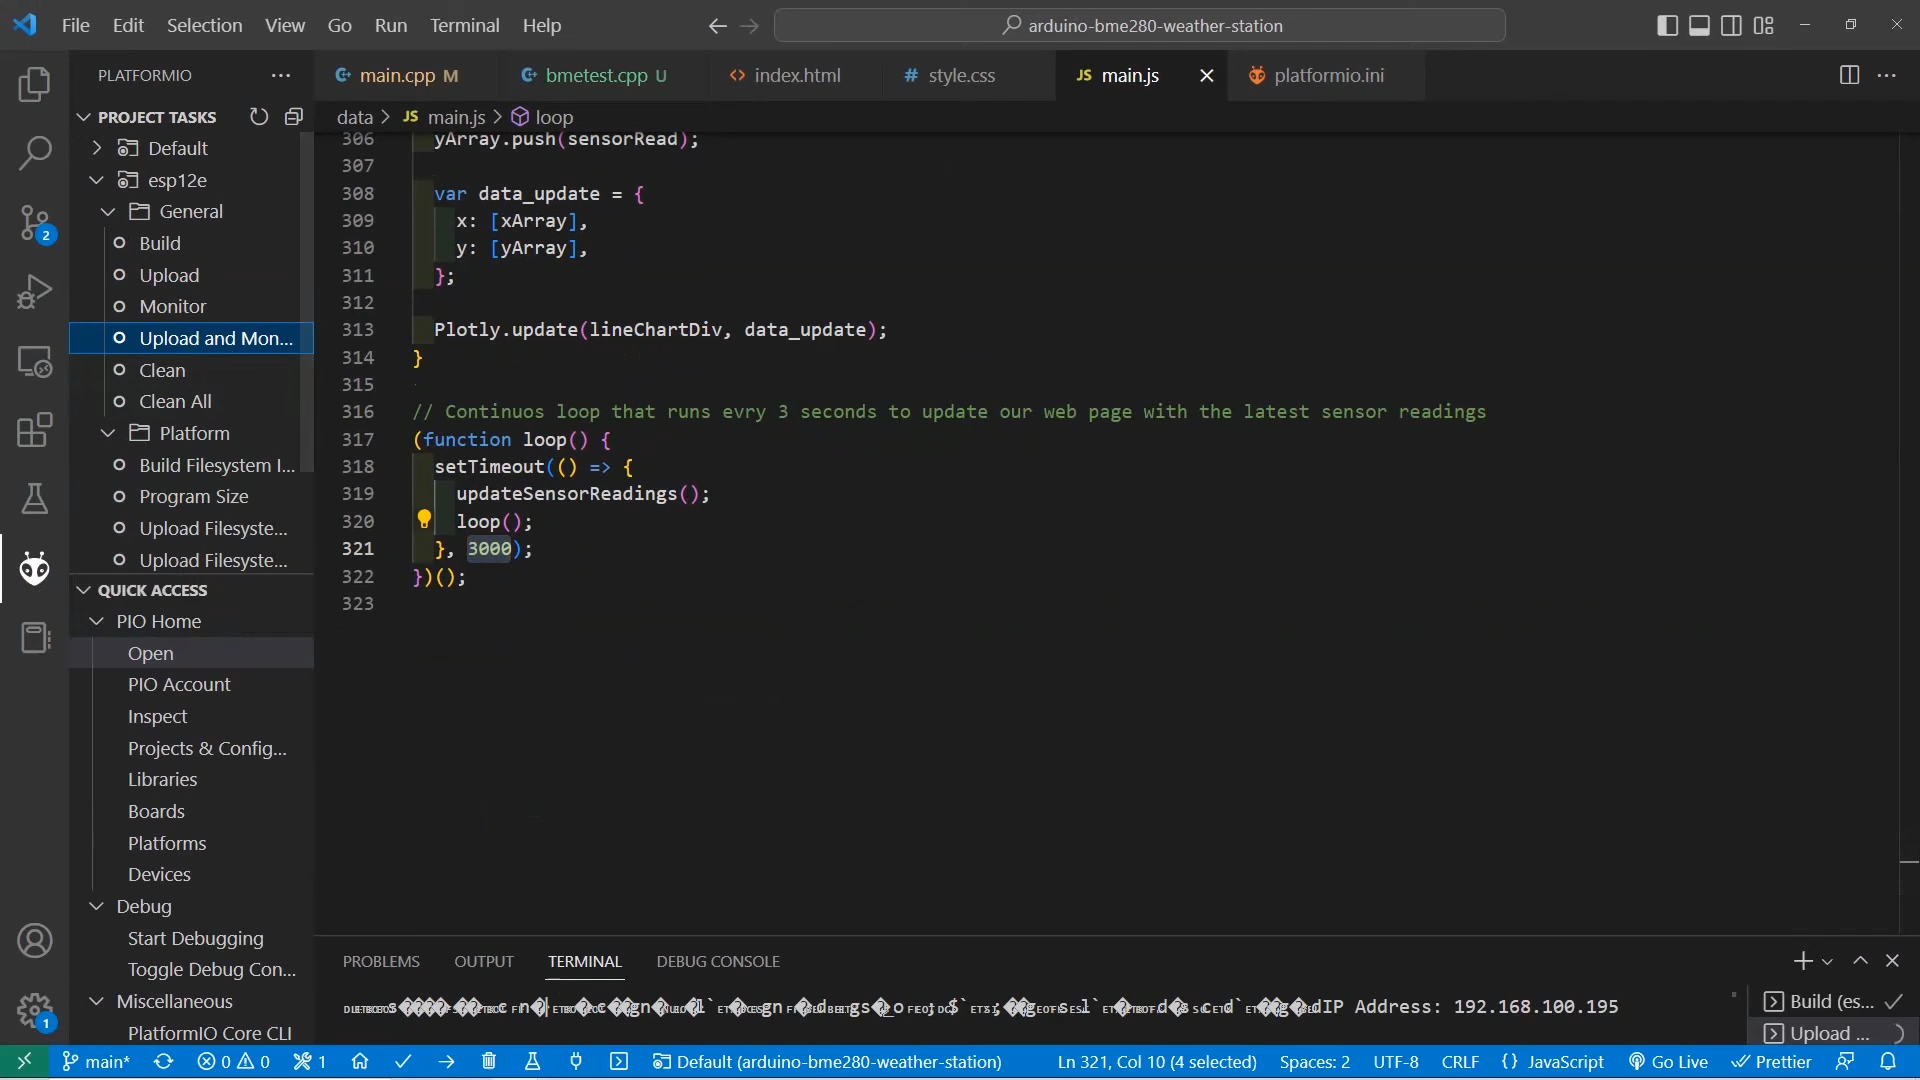 File Edit Selection View Go Run Terminal Help
arduino-bme280-weather-station
PLATFORMIO
main.cpp M
bmetest.cpp U
index.html
# style.css
JS main.js
platformio.ini
PROJECT TASKS
Default
esp12e
General
Build
Upload
Monitor
Upload and Mon...
Clean
Clean All
Platform
Build Filesystem I...
Program Size
Upload Filesyste...
Upload Filesyste...
QUICK ACCESS
PIO Home
Open
PIO Account
Inspect
Projects & Config...
Libraries
Boards
Platforms
Devices
Debug
Start Debugging
Toggle Debug Con...
Miscellaneous
PlatformIO Core CLI
2
1
data > JS main.js > loop
306 yArray.push(sensorRead);
307
308 var data_update = {
309 x: [xArray],
310 y: [yArray],
311 };
312
313 Plotly.update(lineChartDiv, data_update);
314 }
315
316 // Continuos loop that runs evry 3 seconds to update our web page with the latest sensor readings
317 (function loop() {
318 setTimeout(() => {
319 updateSensorReadings();
320 loop();
321 }, 3000);
322 })();
323
PROBLEMS OUTPUT TERMINAL DEBUG CONSOLE
IP Address: 192.168.100.195
Build (es...
Upload ...
main* 0 0 1 Default (arduino-bme280-weather-station) Ln 321, Col 10 (4 selected) Spaces: 2 UTF-8 CRLF {} JavaScript Go Live Prettier